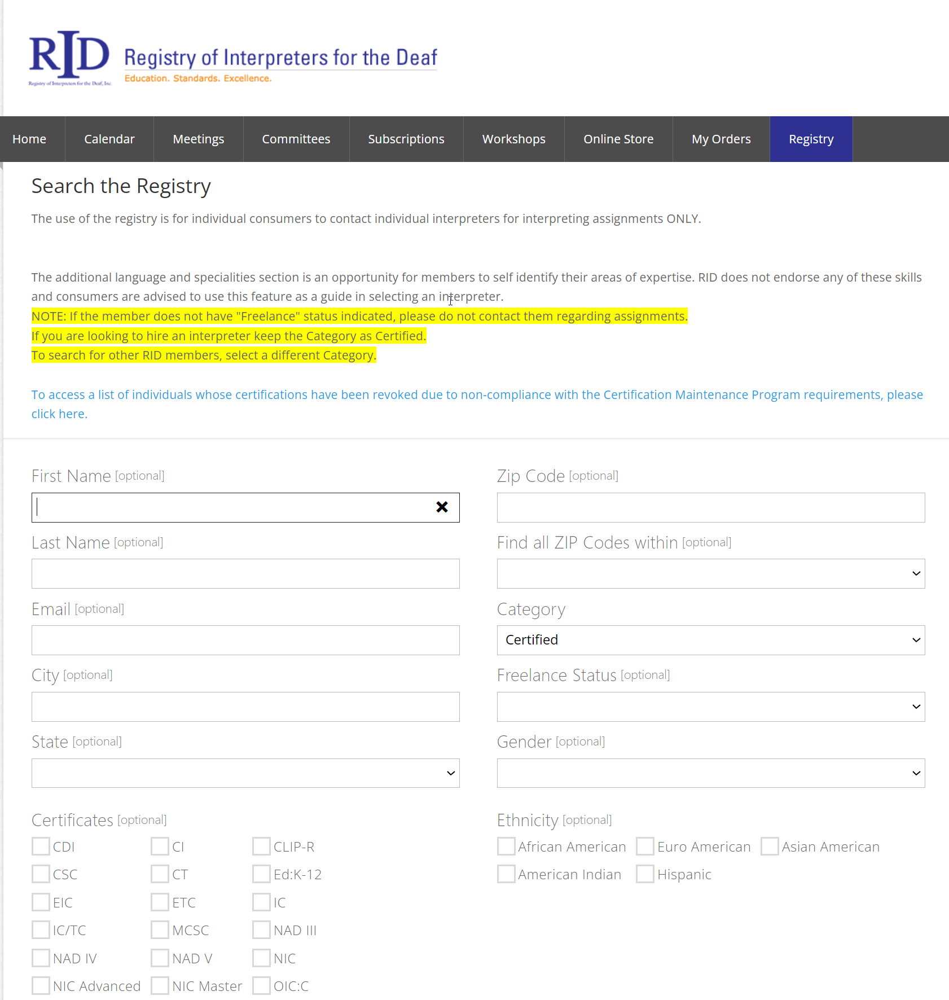 RID
Registry of Interpreters for the Deaf, Inc.
Registry of Interpreters for the Deaf
Education. Standards. Excellence.
Home
Calendar
Meetings
Committees
Subscriptions
Workshops
Online Store
My Orders
Registry
Search the Registry
The use of the registry is for individual consumers to contact individual interpreters for interpreting assignments ONLY.
The additional language and specialities section is an opportunity for members to self identify their areas of expertise. RID does not endorse any of these skills
and consumers are advised to use this feature as a guide in selecting an interpreter.
NOTE: If the member does not have "Freelance" status indicated, please do not contact them regarding assignments.
If you are looking to hire an interpreter keep the Category as Certified.
To search for other RID members, select a different Category.
To access a list of individuals whose certifications have been revoked due to non-compliance with the Certification Maintenance Program requirements, please
click here.
First Name [optional]
Zip Code [optional]
Last Name [optional]
Find all ZIP Codes within [optional]
Email [optional]
Category
Certified
City [optional]
Freelance Status [optional]
State [optional]
Gender [optional]
Certificates [optional]
CDI CI CLIP-R
CSC CT Ed:K-12
EIC ETC IC
IC/TC MCSC NAD III
NAD IV NAD V NIC
NIC Advanced NIC Master OIC:C
Ethnicity [optional]
African American Euro American Asian American
American Indian Hispanic